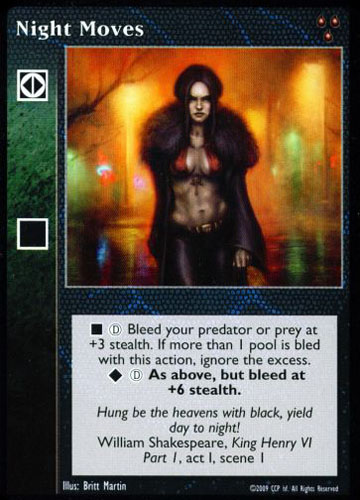 Night Moves
Ⓓ Bleed your predator or prey at
+3 stealth. If more than 1 pool is bled
with this action, ignore the excess.
Ⓓ As above, but bleed at
+6 stealth.
Hung be the heavens with black, yield
day to night!
William Shakespeare, King Henry VI
Part 1, act I, scene 1
Illus: Britt Martin
©2009 CCP hf. All Rights Reserved.